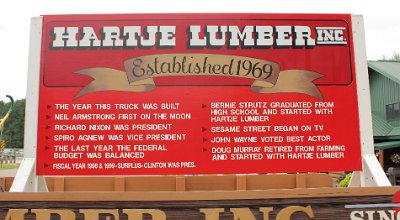 HARTJE LUMBER INC.
Established 1969
• THE YEAR THIS TRUCK WAS BUILT
• NEIL ARMSTRONG FIRST ON THE MOON
• RICHARD NIXON WAS PRESIDENT
• SPIRO AGNEW WAS VICE PRESIDENT
• THE LAST YEAR THE FEDERAL
BUDGET WAS BALANCED
• FISCAL YEAR 1998 & 1999 -SURPLUS-CLINTON WAS PRES.
• BERNIE STRUTZ GRADUATED FROM
HIGH SCHOOL AND STARTED WITH
HARTJE LUMBER
• SESAME STREET BEGAN ON TV
• JOHN WAYNE VOTED BEST ACTOR
• DOUG MURRAY RETIRED FROM FARMING
AND STARTED WITH HARTJE LUMBER
SINC